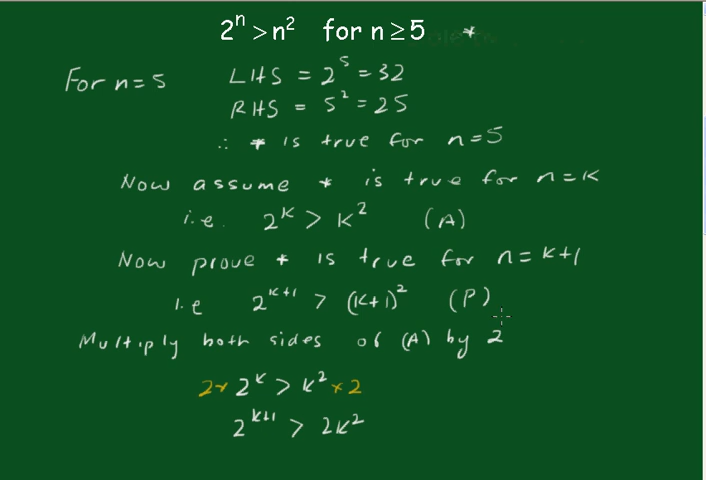 2ⁿ > n² for n ≥ 5 *
For n = 5 LHS = 2⁵ = 32
RHS = 5² = 25
∴ * is true for n = 5
Now assume * is true for n = k
i.e. 2ᵏ > k² (A)
Now prove * is true for n = k+1
i.e 2ᵏ⁺¹ > (k+1)² (P)
Multiply both sides of (A) by 2
2× 2ᵏ > k² × 2
2ᵏ⁺¹ > 2k²